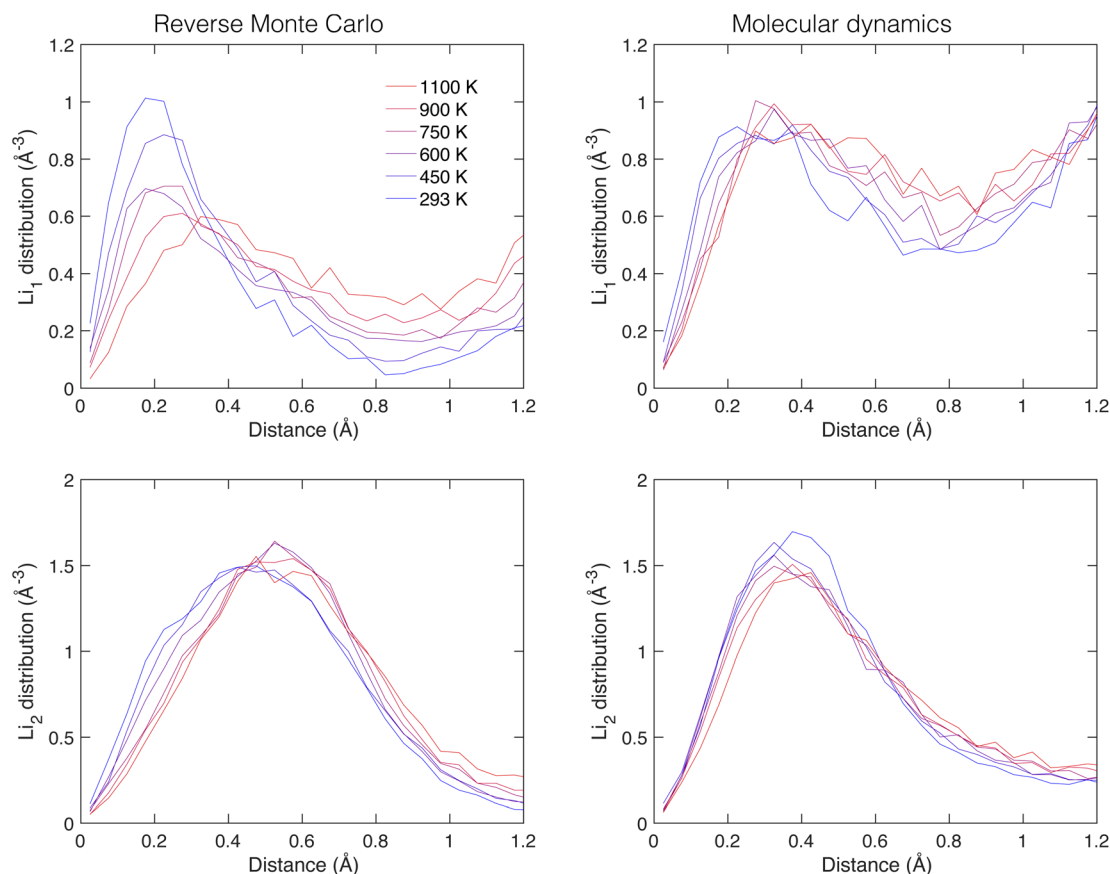 Reverse Monte Carlo
Molecular dynamics
1.2
1
0.8
0.6
0.4
0.2
0
Li1 distribution (Å-3)
1100 K
900 K
750 K
600 K
450 K
293 K
0 0.2 0.4 0.6 0.8 1 1.2
Distance (Å)
1.2
1
0.8
0.6
0.4
0.2
0
Li1 distribution (Å-3)
0 0.2 0.4 0.6 0.8 1 1.2
Distance (Å)
2
1.5
1
0.5
0
Li2 distribution (Å-3)
0 0.2 0.4 0.6 0.8 1 1.2
Distance (Å)
2
1.5
1
0.5
0
Li2 distribution (Å-3)
0 0.2 0.4 0.6 0.8 1 1.2
Distance (Å)